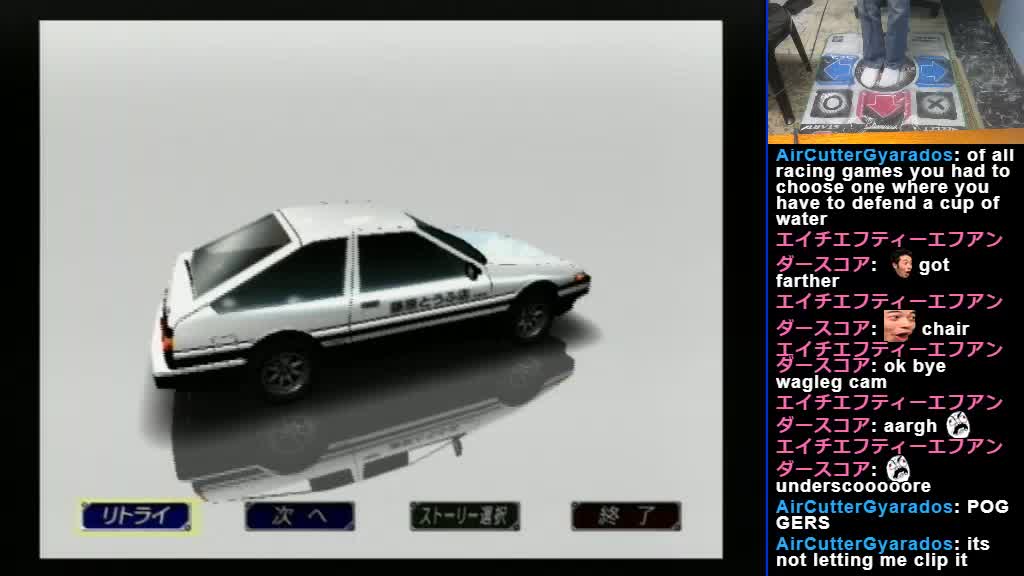 藤原とうふ店
リトライ
次へ
ストーリー選択
終了
AirCutterGyarados: of all
racing games you had to
choose one where you
have to defend a cup of
water
エイチエフティーエフアン
ダースコア: got
farther
エイチエフティーエフアン
ダースコア: chair
エイチエフティーエフアン
ダースコア: ok bye
wagleg cam
エイチエフティーエフアン
ダースコア: aargh
エイチエフティーエフアン
ダースコア:
underscooooore
AirCutterGyarados: POG
GERS
AirCutterGyarados: its
not letting me clip it